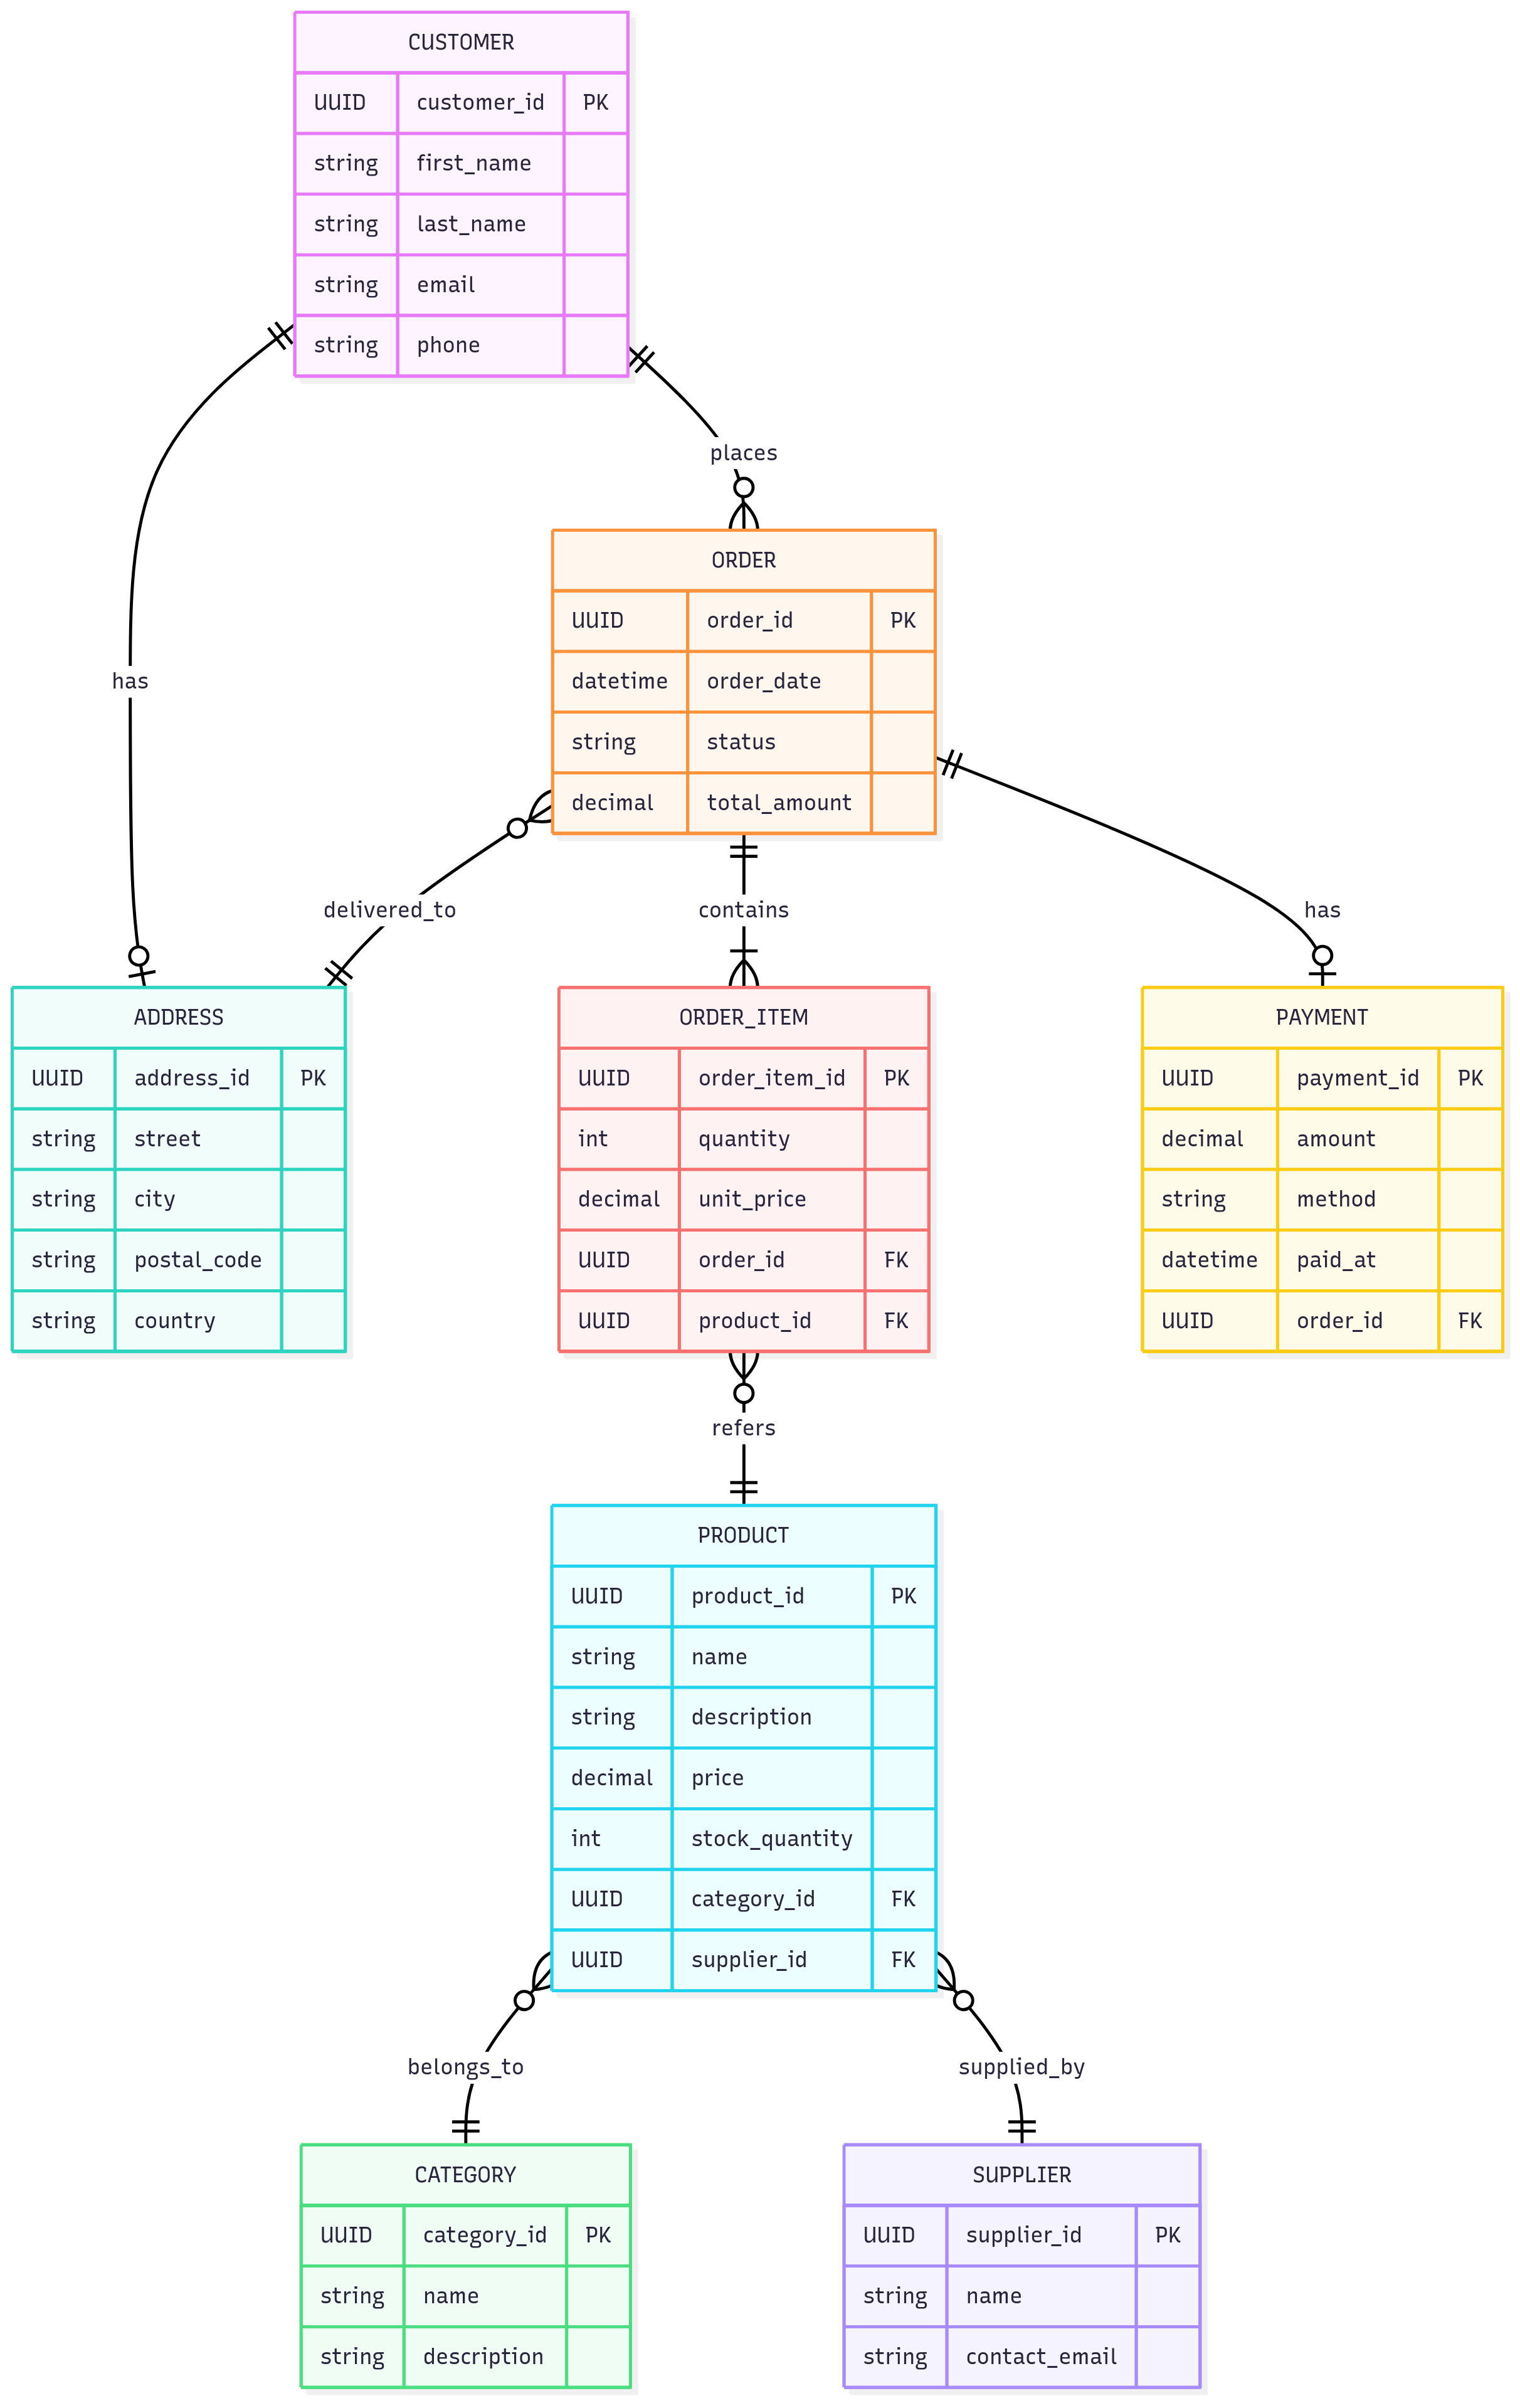 CUSTOMER
UUID customer_id PK
string first_name
string last_name
string email
string phone
places
ORDER
UUID order_id PK
datetime order_date
string status
decimal total_amount
has
delivered_to
contains
has
ADDRESS
UUID address_id PK
string street
string city
string postal_code
string country
ORDER_ITEM
UUID order_item_id PK
int quantity
decimal unit_price
UUID order_id FK
UUID product_id FK
PAYMENT
UUID payment_id PK
decimal amount
string method
datetime paid_at
UUID order_id FK
refers
PRODUCT
UUID product_id PK
string name
string description
decimal price
int stock_quantity
UUID category_id FK
UUID supplier_id FK
belongs_to
supplied_by
CATEGORY
UUID category_id PK
string name
string description
SUPPLIER
UUID supplier_id PK
string name
string contact_email